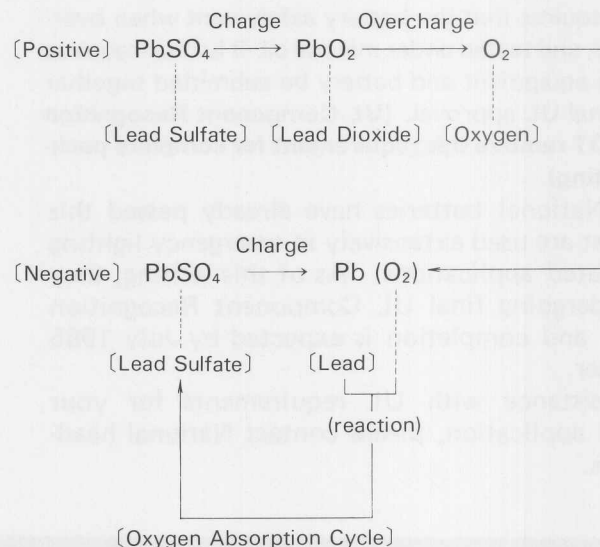 Charge Overcharge
〔Positive〕 PbSO₄ → PbO₂ → O₂
〔Lead Sulfate〕 〔Lead Dioxide〕 〔Oxygen〕
Charge
〔Negative〕 PbSO₄ → Pb (O₂) ←
〔Lead Sulfate〕 〔Lead〕
(reaction)
〔Oxygen Absorption Cycle〕